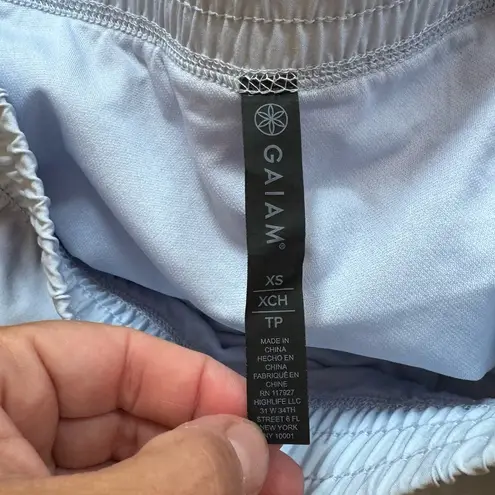 GAIAM®
XS
XCH
TP
MADE IN
CHINA
HECHO EN
CHINA
FABRIQUÉ EN
CHINE
RN 117927
HIGHLIFE LLC
31 W 34TH
STREET 6 FL
NEW YORK
NY 10001